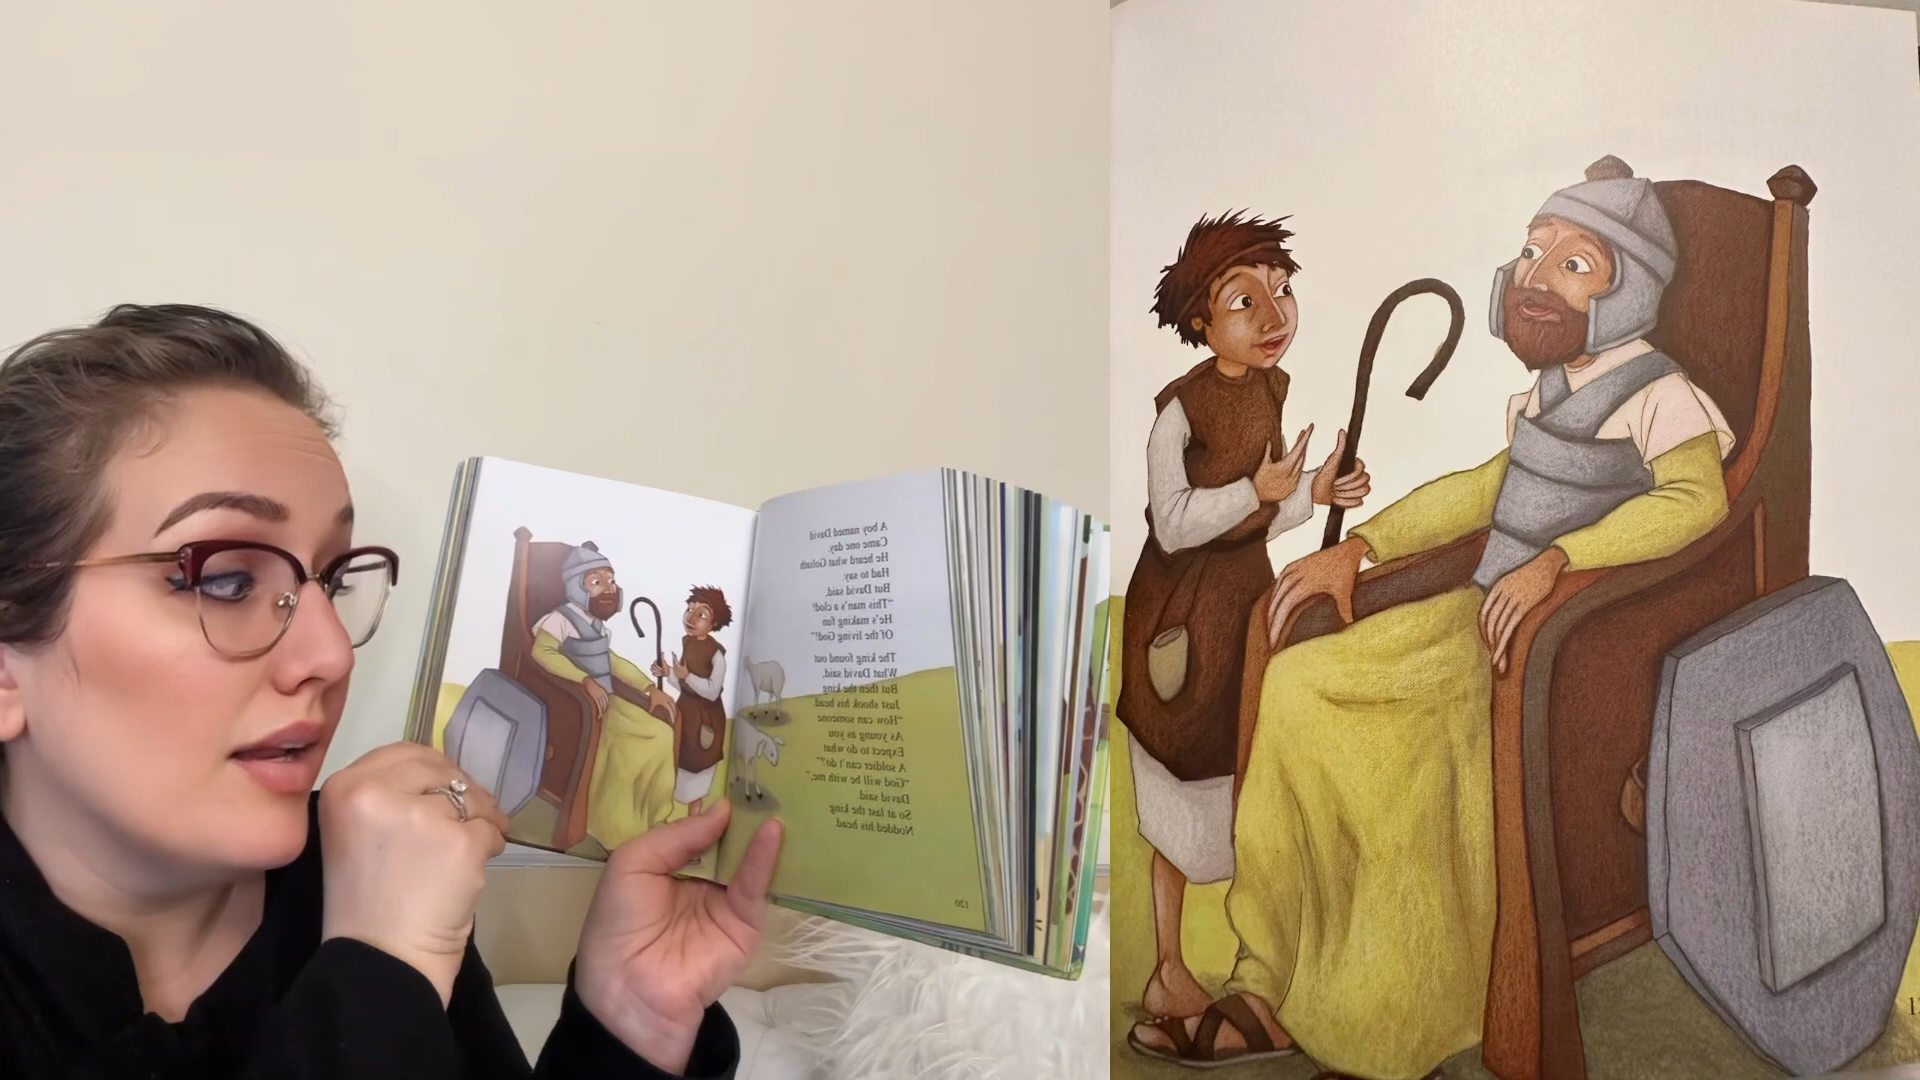 A boy named David
Came one day.
He heard what Goliath
Had to say.
But David said,
"This man's a clod!
He's making fun
Of the living God!"
The king found out
What David said,
But then the king
Just shook his head.
"How can someone
As young as you
Expect to do what
A soldier can't do?"
"God will be with me,"
David said.
So at last the king
Nodded his head.
120